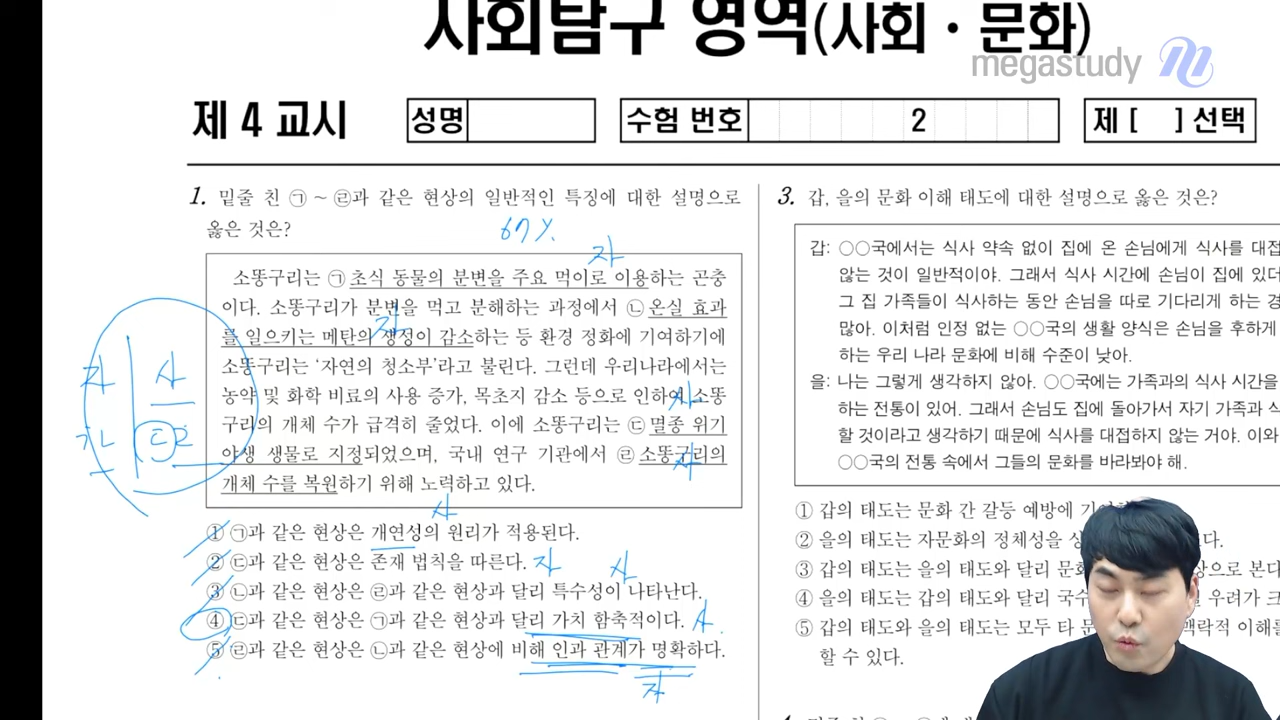 사회탐구 영역(사회 · 문화)
megastudy
제 4 교시
성명
수험 번호
2
제 [ ] 선택
1. 밑줄 친 ㉠ ~ ㉣과 같은 현상의 일반적인 특징에 대한 설명으로
옳은 것은?
67%.
자
소똥구리는 ㉠ 초식 동물의 분변을 주요 먹이로 이용하는 곤충
이다. 소똥구리가 분변을 먹고 분해하는 과정에서 ㉡ 온실 효과
자
를 일으키는 메탄의 생성이 감소하는 등 환경 정화에 기여하기에
소똥구리는 ‘자연의 청소부’라고 불린다. 그런데 우리나라에서는
농약 및 화학 비료의 사용 증가, 목초지 감소 등으로 인하여 소똥
사
구리의 개체 수가 급격히 줄었다. 이에 소똥구리는 ㉢ 멸종 위기
야생 생물로 지정되었으며, 국내 연구 기관에서 ㉣ 소똥구리의
사
개체 수를 복원하기 위해 노력하고 있다.
자 사
㉢㉣
사
① ㉠과 같은 현상은 개연성의 원리가 적용된다.
② ㉢과 같은 현상은 존재 법칙을 따른다. 자
사
③ ㉡과 같은 현상은 ㉣과 같은 현상과 달리 특수성이 나타난다.
④ ㉢과 같은 현상은 ㉠과 같은 현상과 달리 가치 함축적이다. 사.
⑤ ㉣과 같은 현상은 ㉡과 같은 현상에 비해 인과 관계가 명확하다.
자
3. 갑, 을의 문화 이해 태도에 대한 설명으로 옳은 것은?
갑: ○○국에서는 식사 약속 없이 집에 온 손님에게 식사를 대접
않는 것이 일반적이야. 그래서 식사 시간에 손님이 집에 있더
그 집 가족들이 식사하는 동안 손님을 따로 기다리게 하는 경
많아. 이처럼 인정 없는 ○○국의 생활 양식은 손님을 후하게
하는 우리 나라 문화에 비해 수준이 낮아.
을: 나는 그렇게 생각하지 않아. ○○국에는 가족과의 식사 시간을
하는 전통이 있어. 그래서 손님도 집에 돌아가서 자기 가족과 식
할 것이라고 생각하기 때문에 식사를 대접하지 않는 거야. 이와
○○국의 전통 속에서 그들의 문화를 바라봐야 해.
① 갑의 태도는 문화 간 갈등 예방에
② 을의 태도는 자문화의 정체성을
③ 갑의 태도는 을의 태도와 달리 본다
④ 을의 태도는 갑의 태도와 달리 우려가
⑤ 갑의 태도와 을의 태도는 모두 타
할 수 있다.